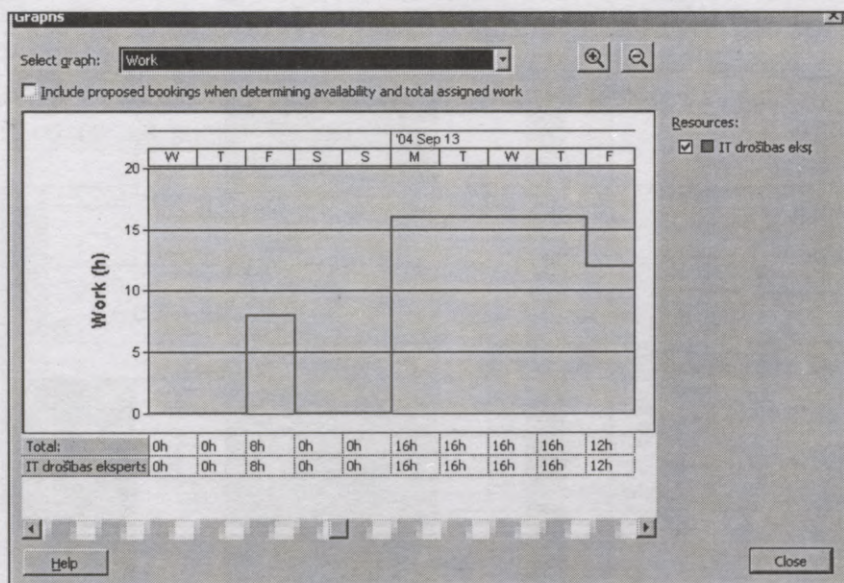 Graphs
Select graph: Work
Include proposed bookings when determining availability and total assigned work
Resources:
IT drošības eksp
'04 Sep 13
W T F S S M T W T F
20
15
10
5
0
Work (h)
Total: 0h 0h 8h 0h 0h 16h 16h 16h 16h 12h
IT drošības eksperts 0h 0h 8h 0h 0h 16h 16h 16h 16h 12h
Help
Close